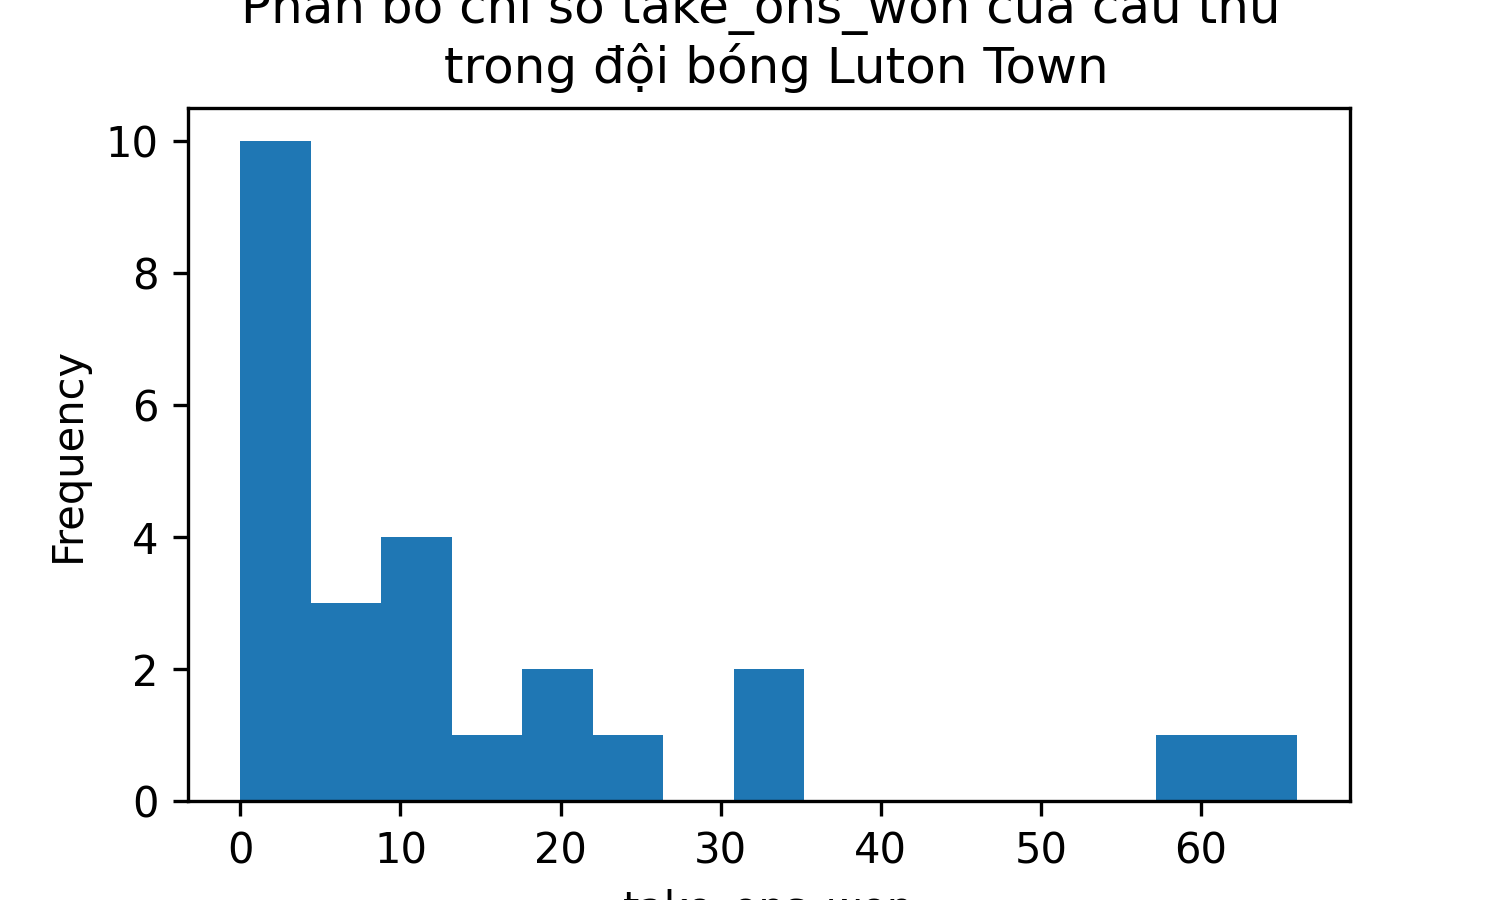 Phân bố chỉ số take_ons_won của cầu thủ
trong đội bóng Luton Town
10
8
6
4
2
0
Frequency
0 10 20 30 40 50 60
take_ons_won